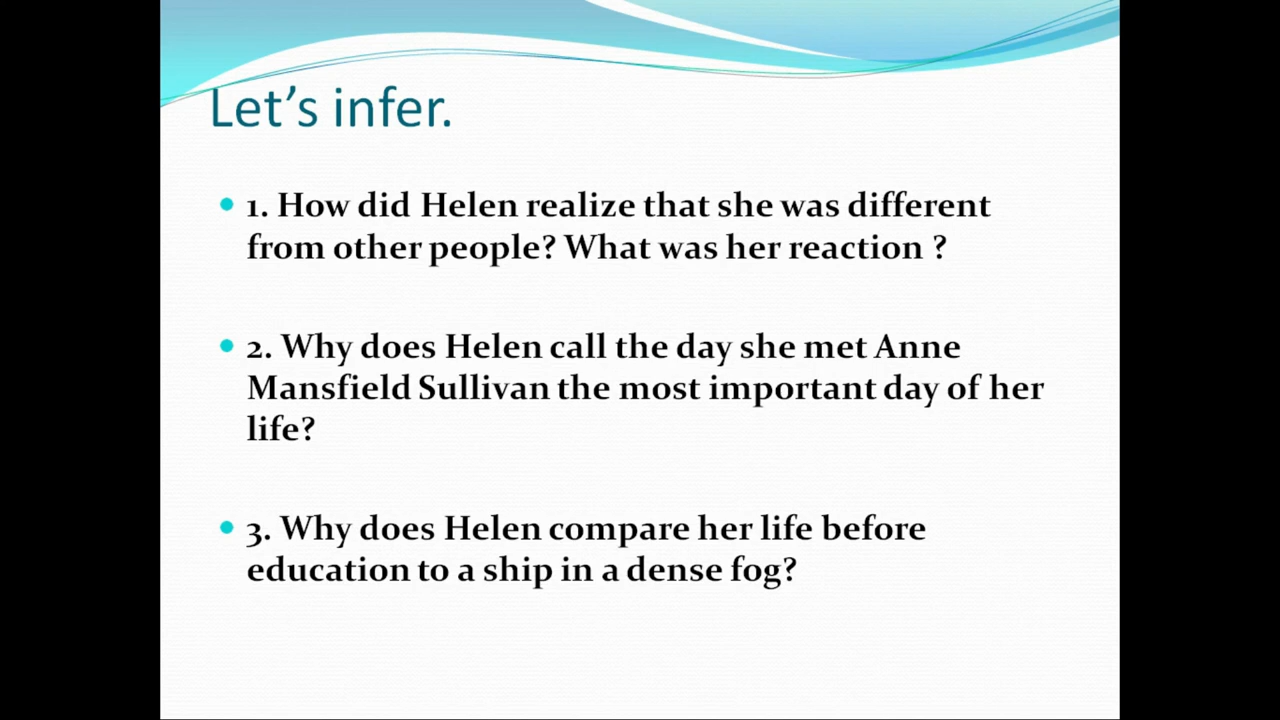 Let’s infer.
• 1. How did Helen realize that she was different
from other people? What was her reaction ?
• 2. Why does Helen call the day she met Anne
Mansfield Sullivan the most important day of her
life?
• 3. Why does Helen compare her life before
education to a ship in a dense fog?